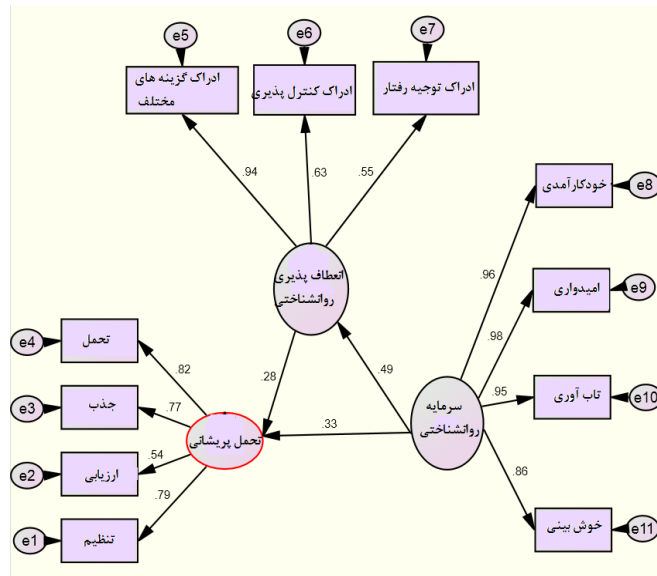 e5
e6
e7
ادراک گزینه های
مختلف
ادراک کنترل پذیری
ادراک توجیه رفتار
.94
.63
.55
خودکارآمدی
e8
.96
انعطاف پذیری
روانشناختی
امیدواری
e9
.98
e4
تحمل
.82
.28
.49
تاب آوری
e10
.95
e3
جذب
.77
تحمل پریشانی
.33
سرمایه
روانشناختی
.86
e2
ارزیابی
.54
.79
e1
تنظیم
خوش بینی
e11